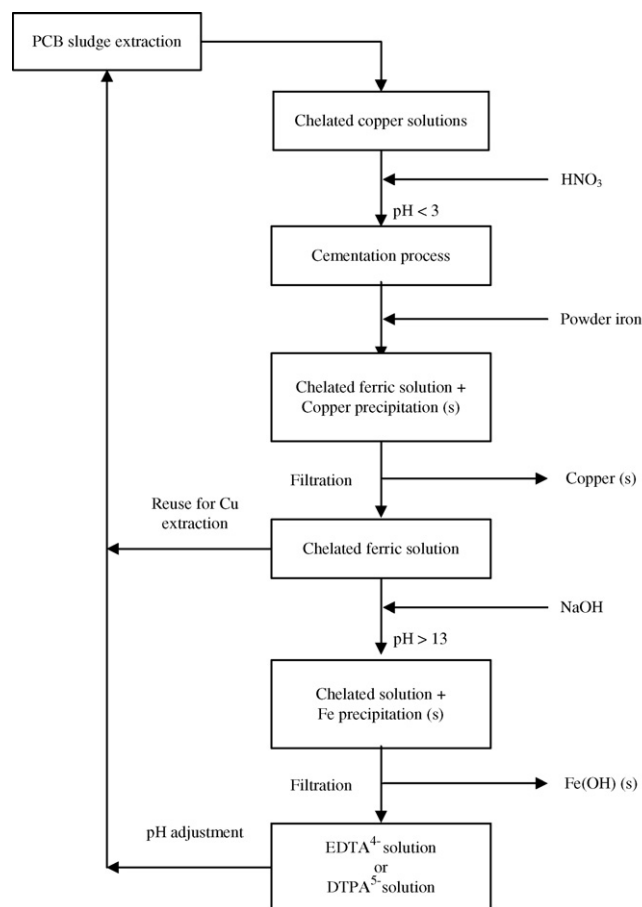 PCB sludge extraction
Chelated copper solutions
HNO₃
pH < 3
Cementation process
Powder iron
Chelated ferric solution +
Copper precipitation (s)
Filtration
Copper (s)
Reuse for Cu
extraction
Chelated ferric solution
NaOH
pH > 13
Chelated solution +
Fe precipitation (s)
Filtration
Fe(OH) (s)
pH adjustment
EDTA⁴⁻ solution
or
DTPA⁵⁻ solution